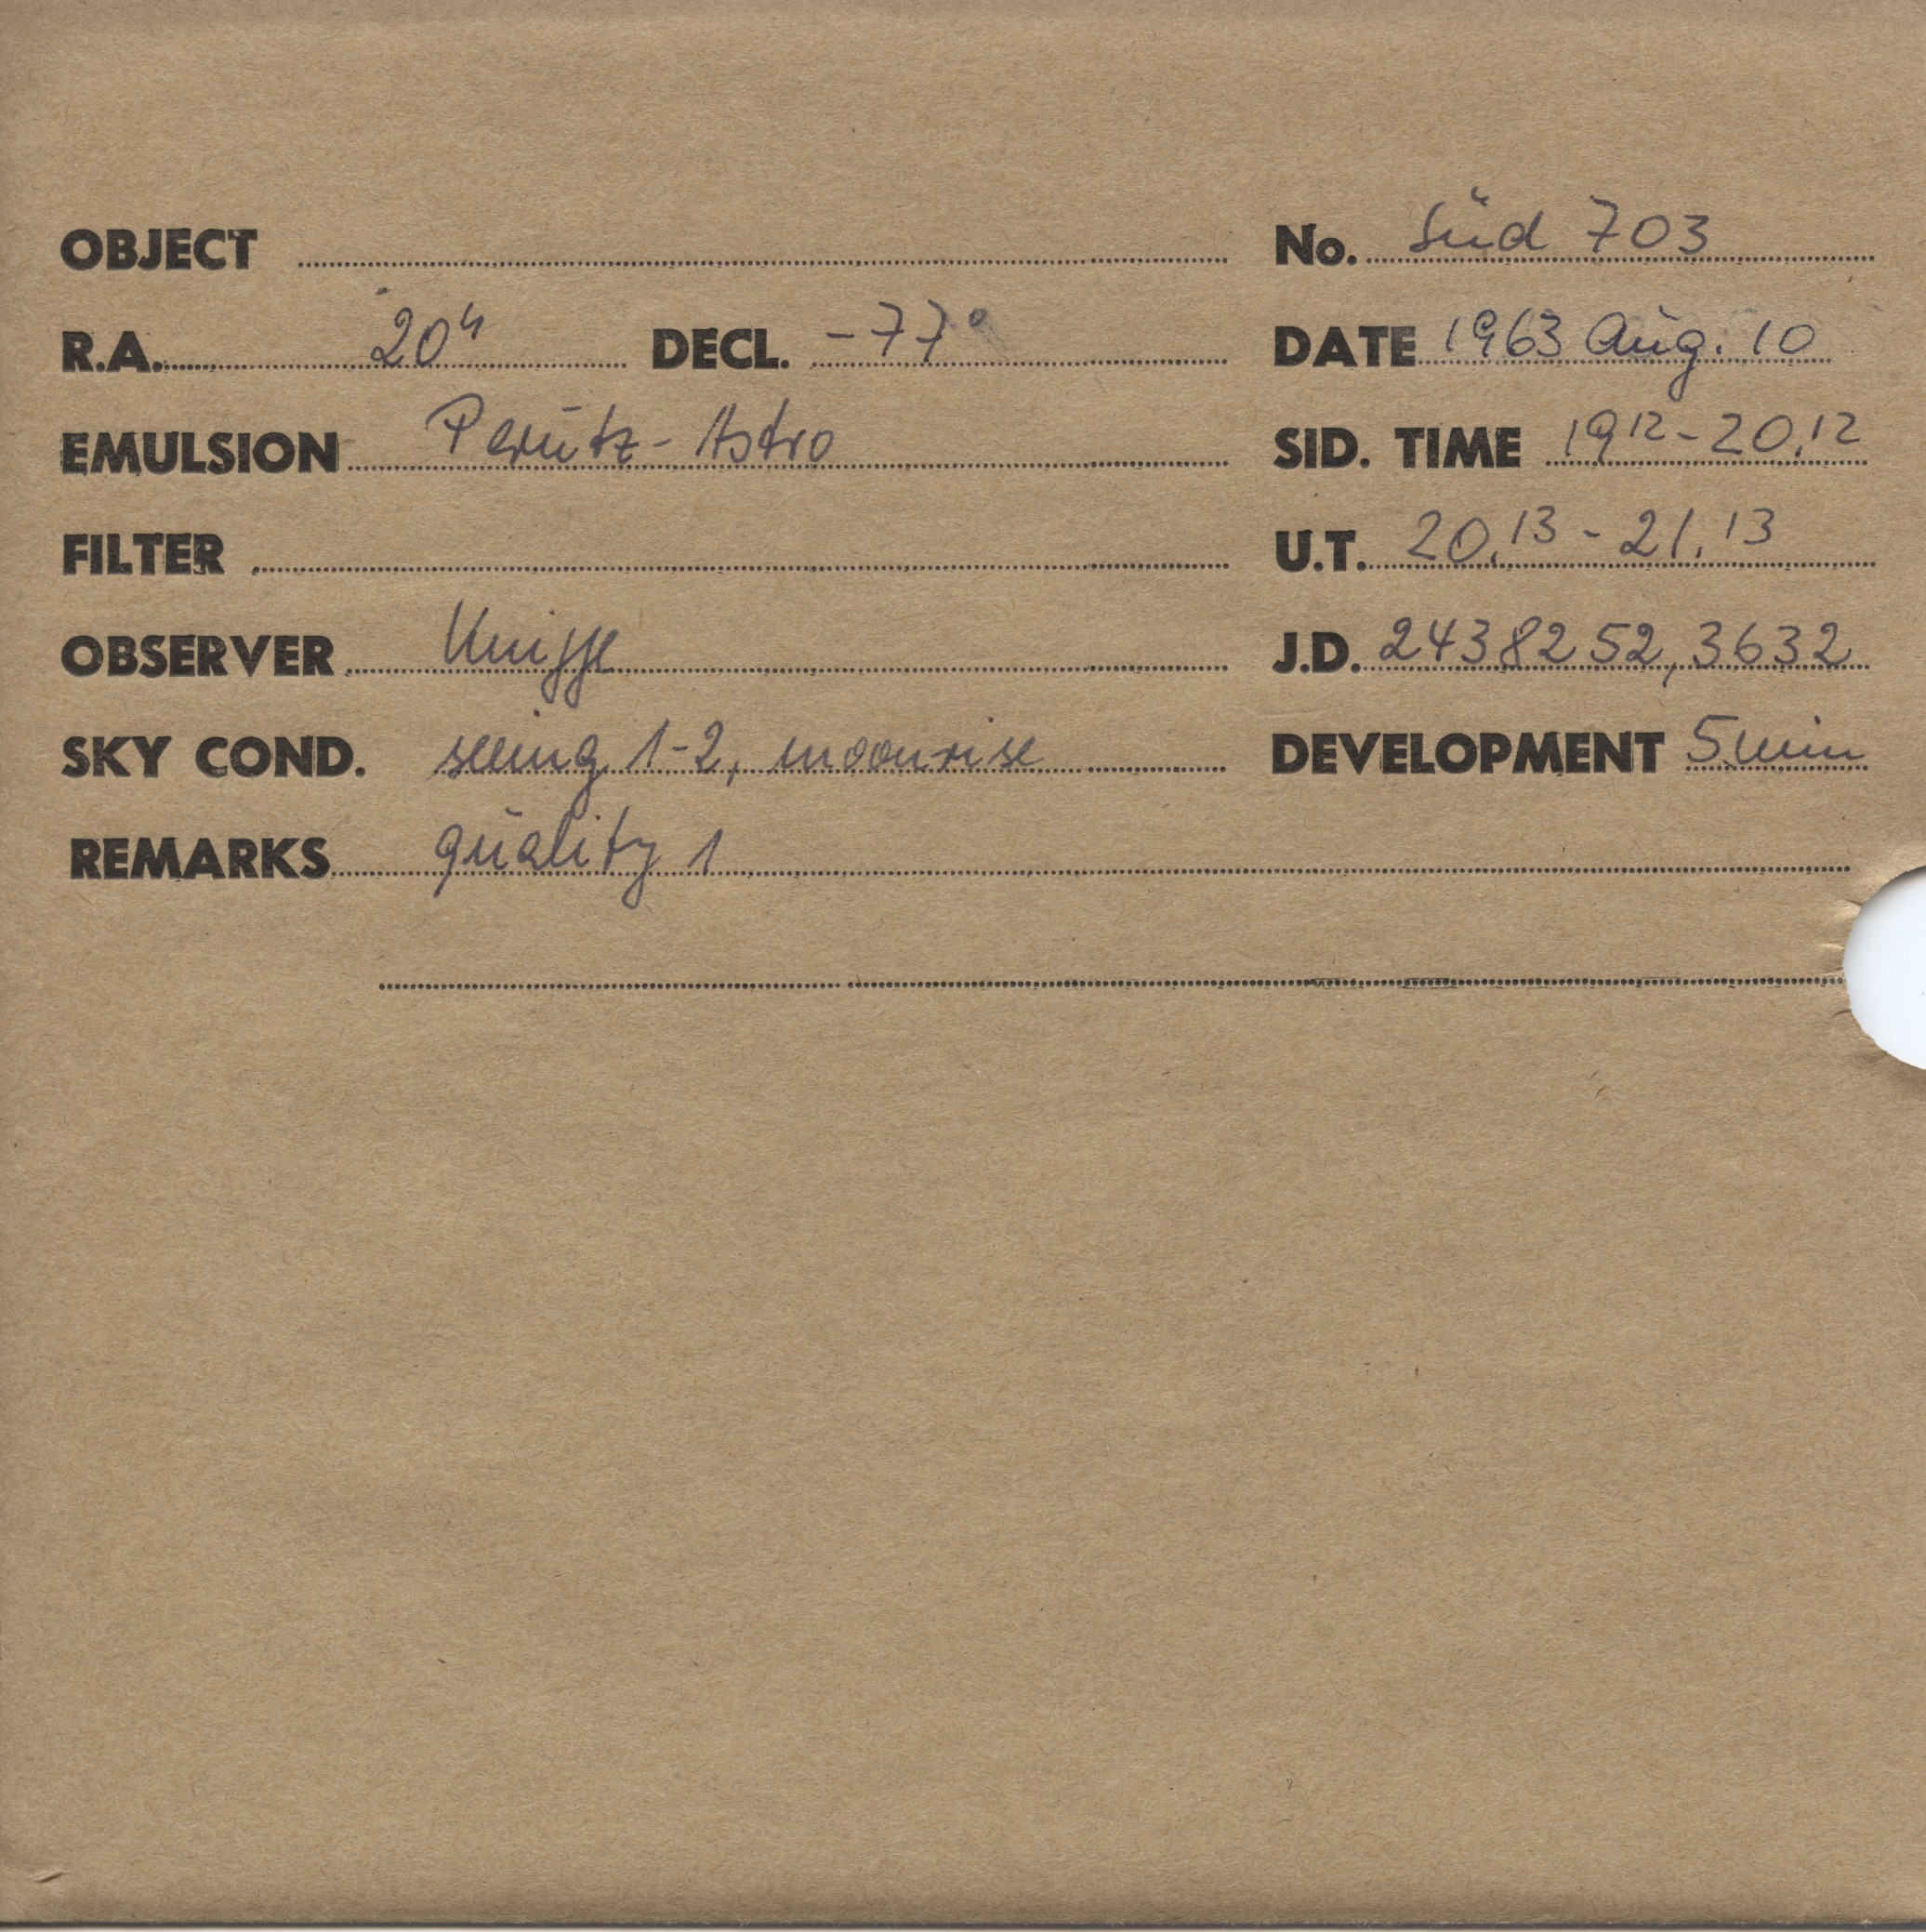 OBJECT No. Süd 703
R.A. 20h DECL. -77°
DATE 1963 Aug. 10
EMULSION Perutz-Astro
SID. TIME 19 12 - 20.12
FILTER
U.T. 20.13 - 21.13
OBSERVER Knigge
J.D. 2438252,3632
SKY COND. seeing 1-2, moonrise
DEVELOPMENT 5 min
REMARKS quality 1